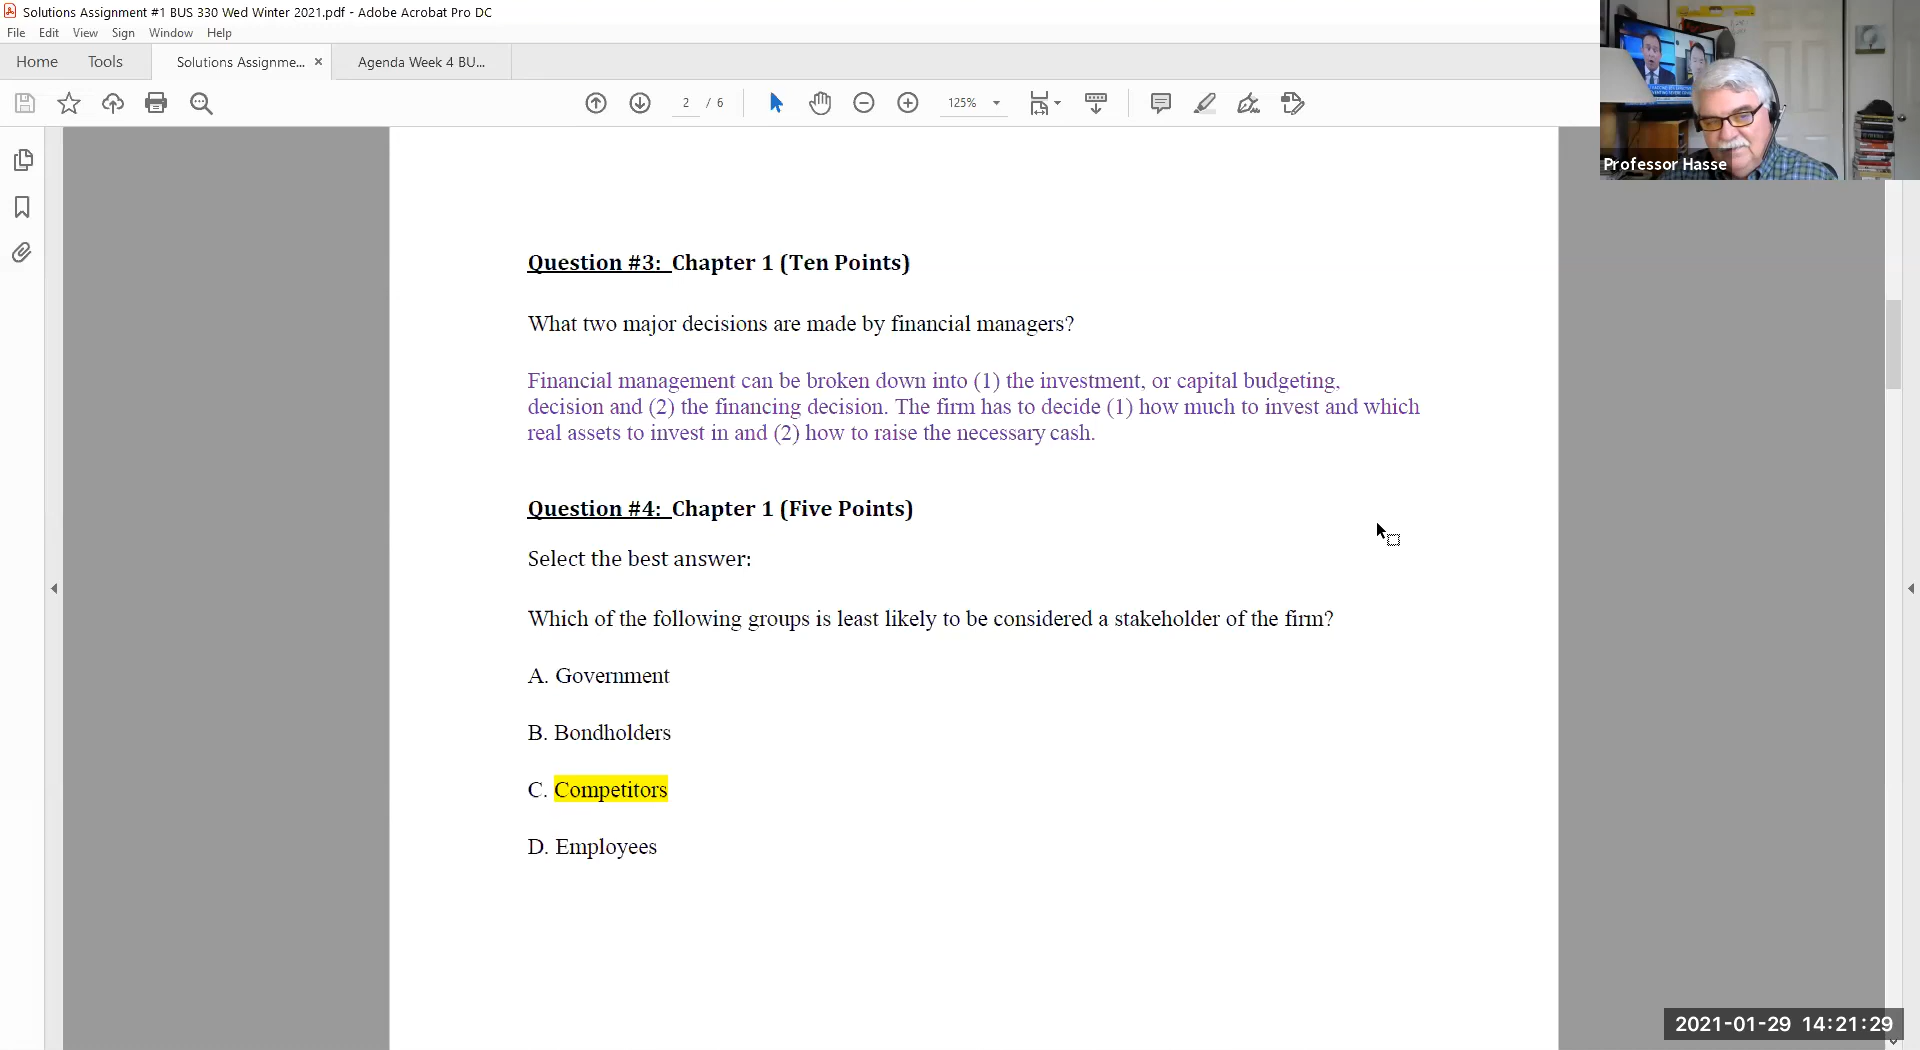 Solutions Assignment #1 BUS 330 Wed Winter 2021.pdf - Adobe Acrobat Pro DC
File Edit View Sign Window Help
Home Tools Solutions Assignme... × Agenda Week 4 BU...
2 / 6 125%
Professor Hasse
Question #3: Chapter 1 (Ten Points)
What two major decisions are made by financial managers?
Financial management can be broken down into (1) the investment, or capital budgeting,
decision and (2) the financing decision. The firm has to decide (1) how much to invest and which
real assets to invest in and (2) how to raise the necessary cash.
Question #4: Chapter 1 (Five Points)
Select the best answer:
Which of the following groups is least likely to be considered a stakeholder of the firm?
A. Government
B. Bondholders
C. Competitors
D. Employees
2021-01-29 14:21:29